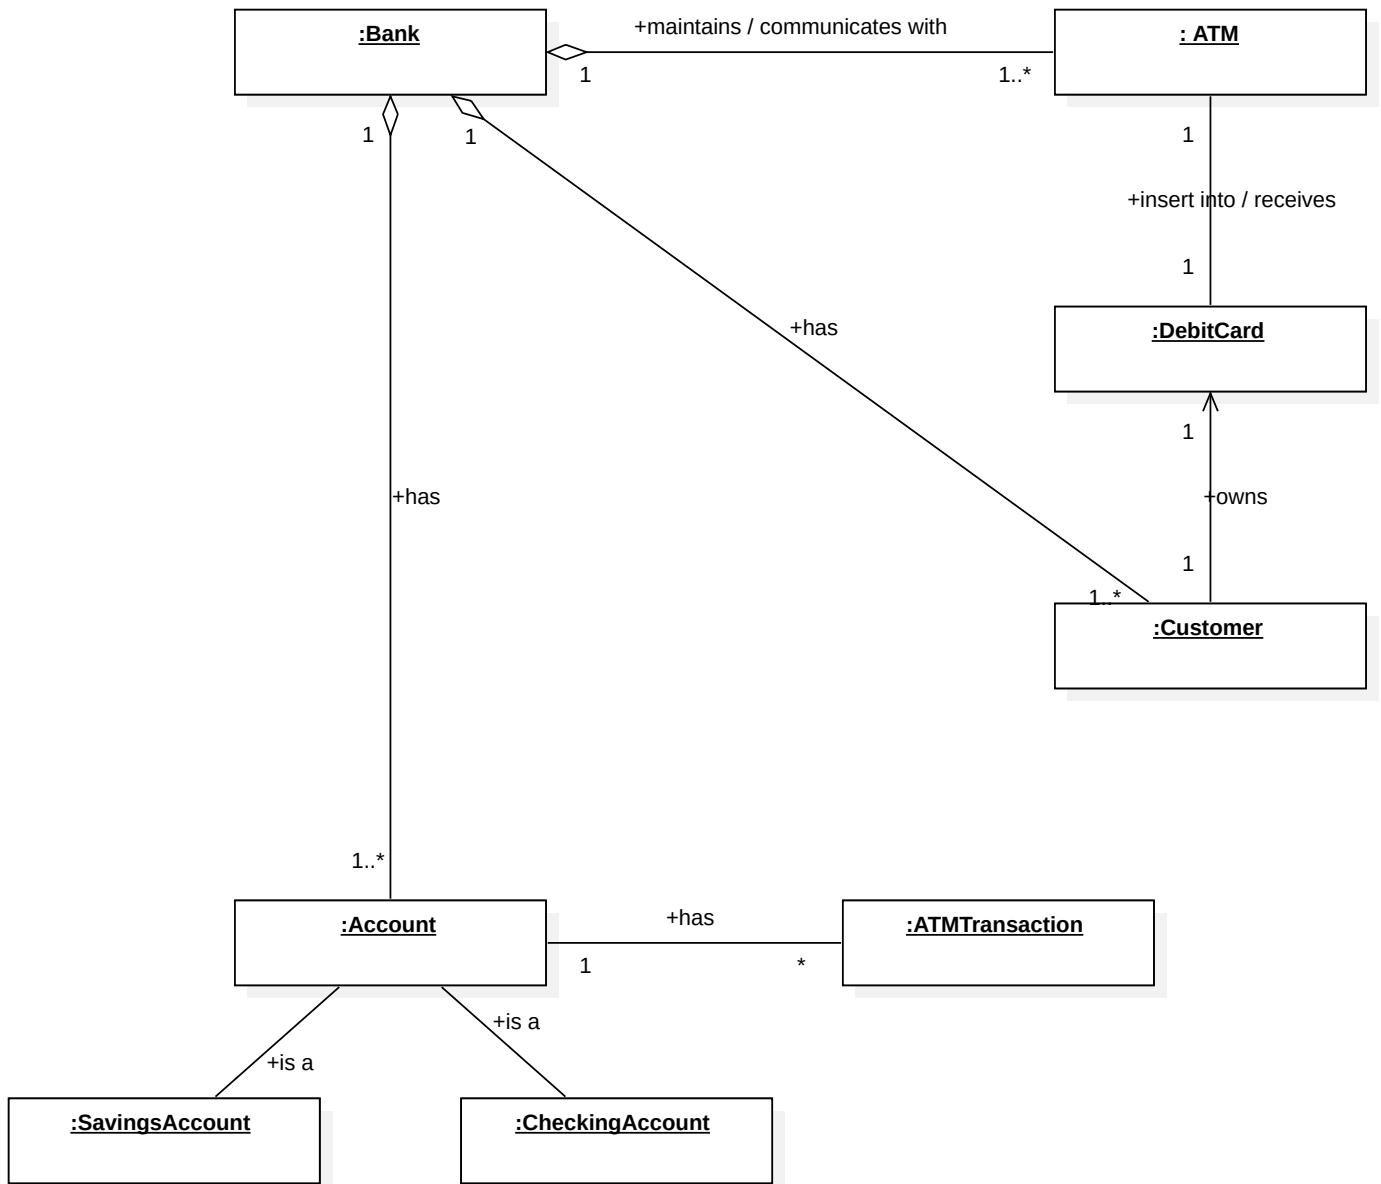 :Bank
+maintains / communicates with
: ATM
1
1..*
1
1
1
+insert into / receives
1
:DebitCard
+has
1
+owns
+has
1
1..*
:Customer
1..*
:Account
+has
:ATMTransaction
1
*
+is a
+is a
:SavingsAccount
:CheckingAccount